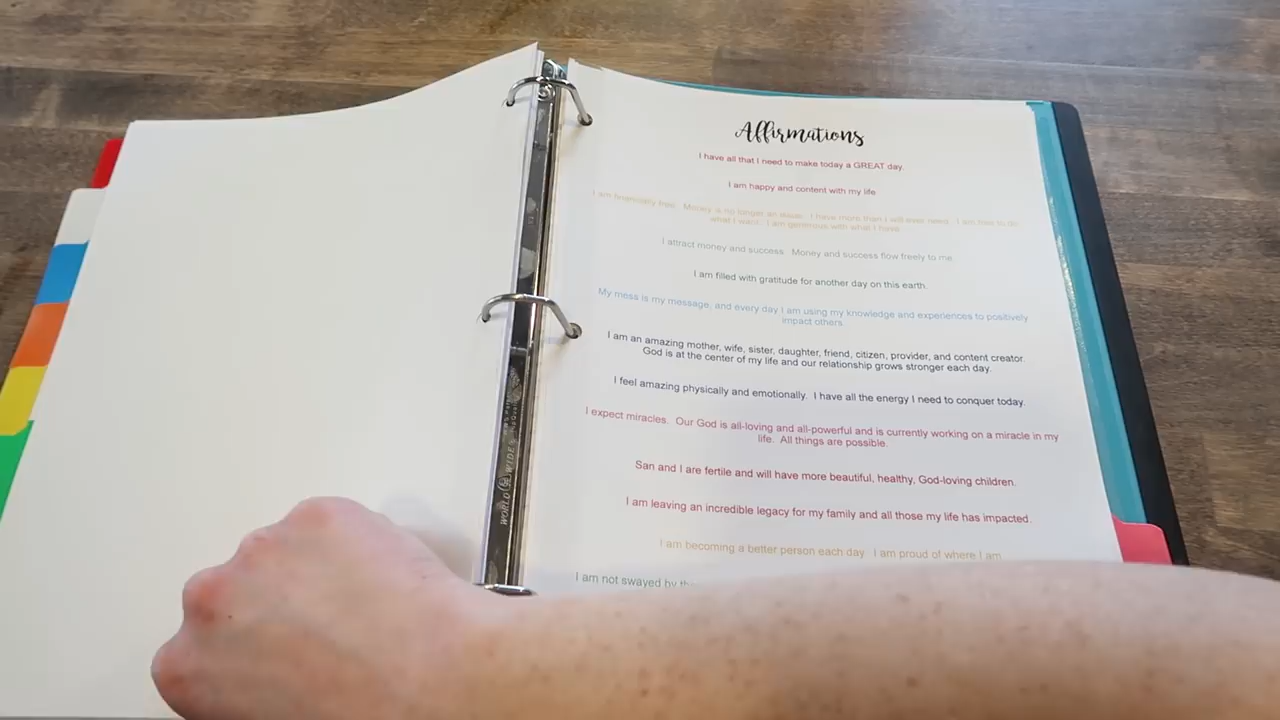 Affirmations
I have all that I need to make today a GREAT day.
I am happy and content with my life.
I am financially free. Money is no longer an issue. I have more than I will ever need. I am free to do
what I want. I am generous with what I have.
I attract money and success. Money and success flow freely to me.
I am filled with gratitude for another day on this earth.
My mess is my message, and every day I am using my knowledge and experiences to positively
impact others.
I am an amazing mother, wife, sister, daughter, friend, citizen, provider, and content creator.
God is at the center of my life and our relationship grows stronger each day.
I feel amazing physically and emotionally. I have all the energy I need to conquer today.
I expect miracles. Our God is all-loving and all-powerful and is currently working on a miracle in my
life. All things are possible.
San and I are fertile and will have more beautiful, healthy, God-loving children.
I am leaving an incredible legacy for my family and all those my life has impacted.
I am becoming a better person each day. I am proud of where I am
I am not swayed by
WORLD WIDE